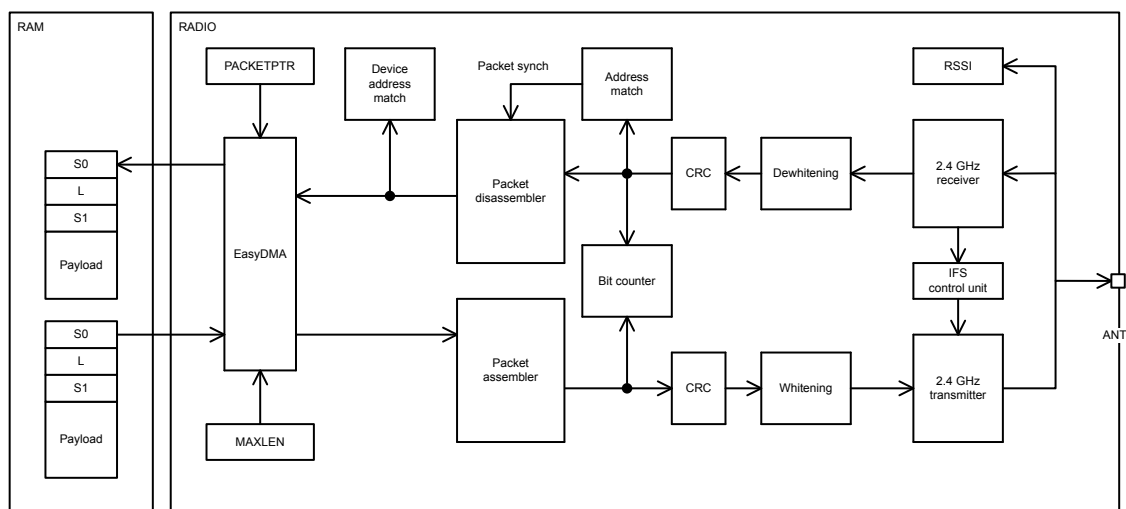 RAM
RADIO
PACKETPTR
Device
address
match
Packet synch
Address
match
RSSI
S0
L
S1
Payload
EasyDMA
Packet
disassembler
CRC
Dewhitening
2.4 GHz
receiver
Bit counter
IFS
control unit
ANT
S0
L
S1
Payload
Packet
assembler
CRC
Whitening
2.4 GHz
transmitter
MAXLEN